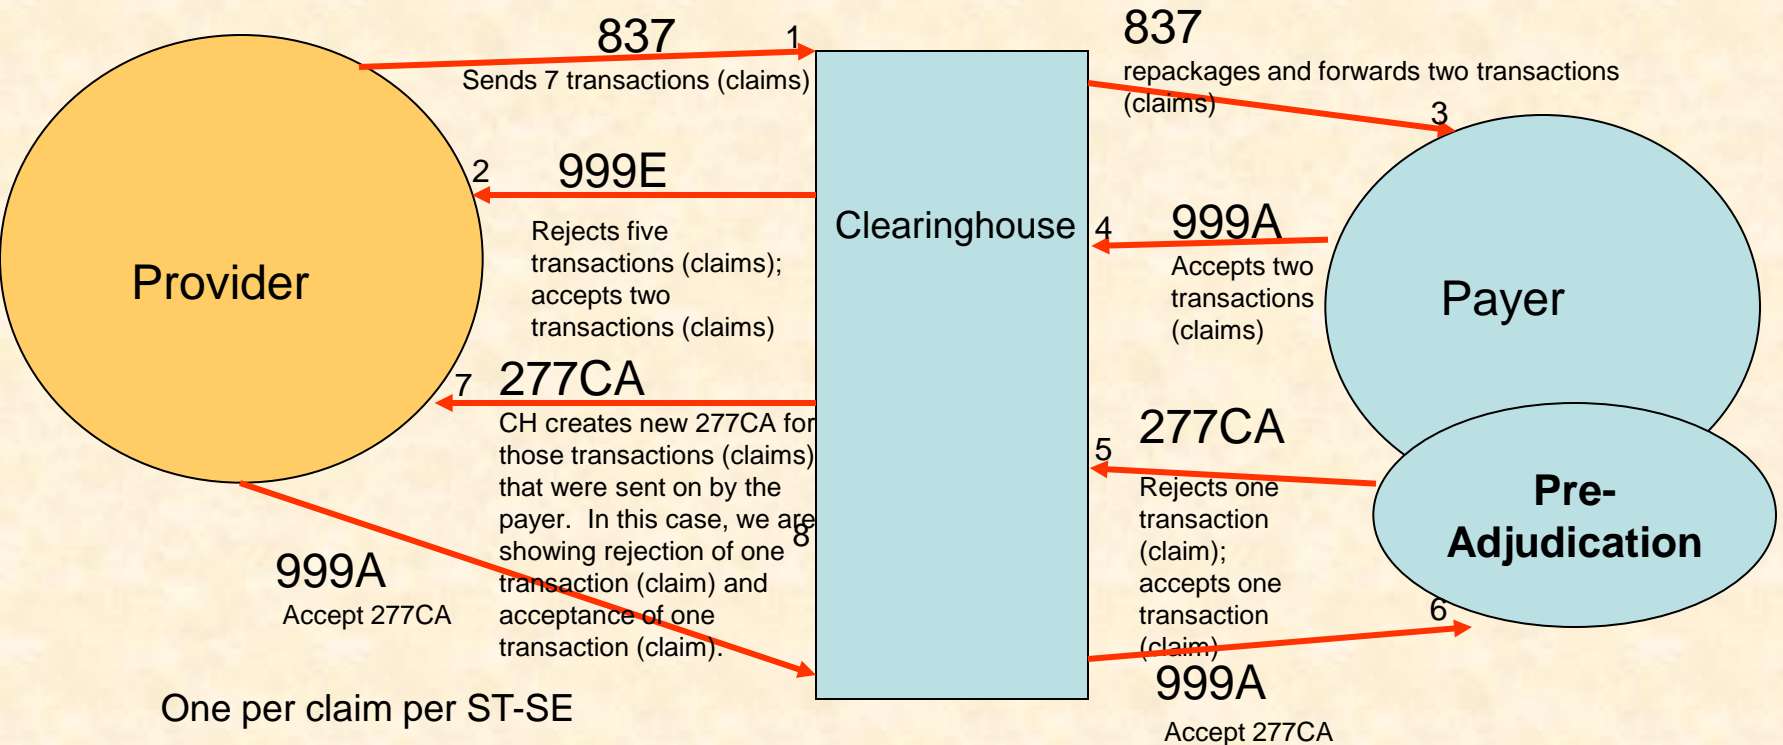 837
1
Sends 7 transactions (claims)
837
repackages and forwards two transactions
(claims)
3
2
999E
Rejects five
transactions (claims);
accepts two
transactions (claims)
Provider
Clearinghouse
4
999A
Accepts two
transactions
(claims)
Payer
7
277CA
CH creates new 277CA for
those transactions (claims)
that were sent on by the
payer. In this case, we are
showing rejection of one
transaction (claim) and
acceptance of one
transaction (claim).
8
5
277CA
Rejects one
transaction
(claim);
accepts one
transaction
(claim)
Pre-
Adjudication
6
999A
Accept 277CA
999A
Accept 277CA
One per claim per ST-SE